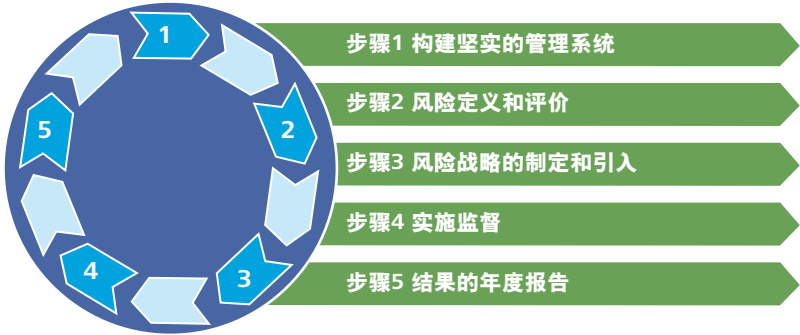 1
2
3
4
5
步骤1 构建坚实的管理系统
步骤2 风险定义和评价
步骤3 风险战略的制定和引入
步骤4 实施监督
步骤5 结果的年度报告